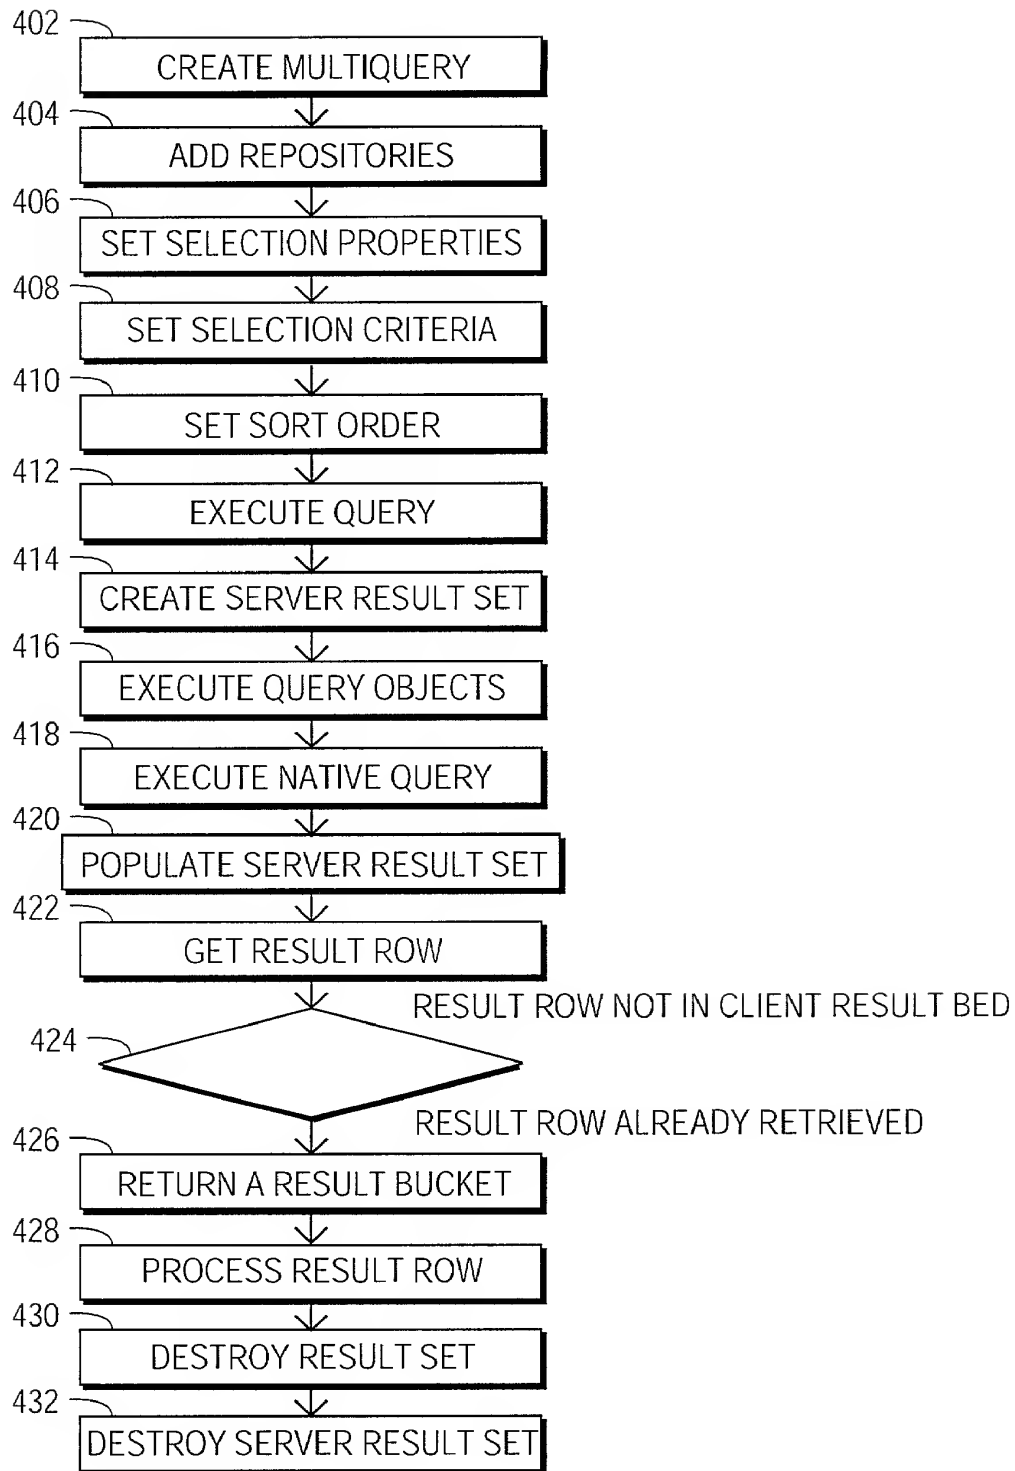 402
CREATE MULTIQUERY
404
ADD REPOSITORIES
406
SET SELECTION PROPERTIES
408
SET SELECTION CRITERIA
410
SET SORT ORDER
412
EXECUTE QUERY
414
CREATE SERVER RESULT SET
416
EXECUTE QUERY OBJECTS
418
EXECUTE NATIVE QUERY
420
POPULATE SERVER RESULT SET
422
GET RESULT ROW
RESULT ROW NOT IN CLIENT RESULT BED
424
RESULT ROW ALREADY RETRIEVED
426
RETURN A RESULT BUCKET
428
PROCESS RESULT ROW
430
DESTROY RESULT SET
432
DESTROY SERVER RESULT SET